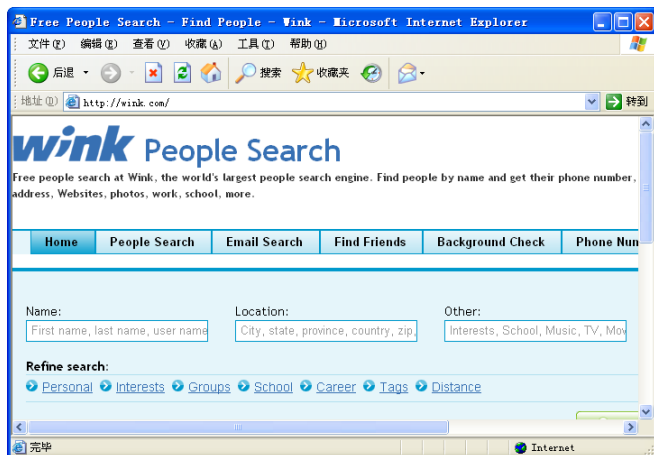 Free People Search - Find People - Wink - Microsoft Internet Explorer
文件(F) 编辑(E) 查看(V) 收藏(A) 工具(T) 帮助(H)
后退 搜索 收藏夹
地址(D) http://wink.com/ 转到
wink People Search
Free people search at Wink, the world's largest people search engine. Find people by name and get their phone number,
address, Websites, photos, work, school, more.
Home People Search Email Search Find Friends Background Check Phone Num
Name: Location: Other:
First name, last name, user name City, state, province, country, zip, Interests, School, Music, TV, Mov
Refine search:
Personal Interests Groups School Career Tags Distance
完毕 Internet